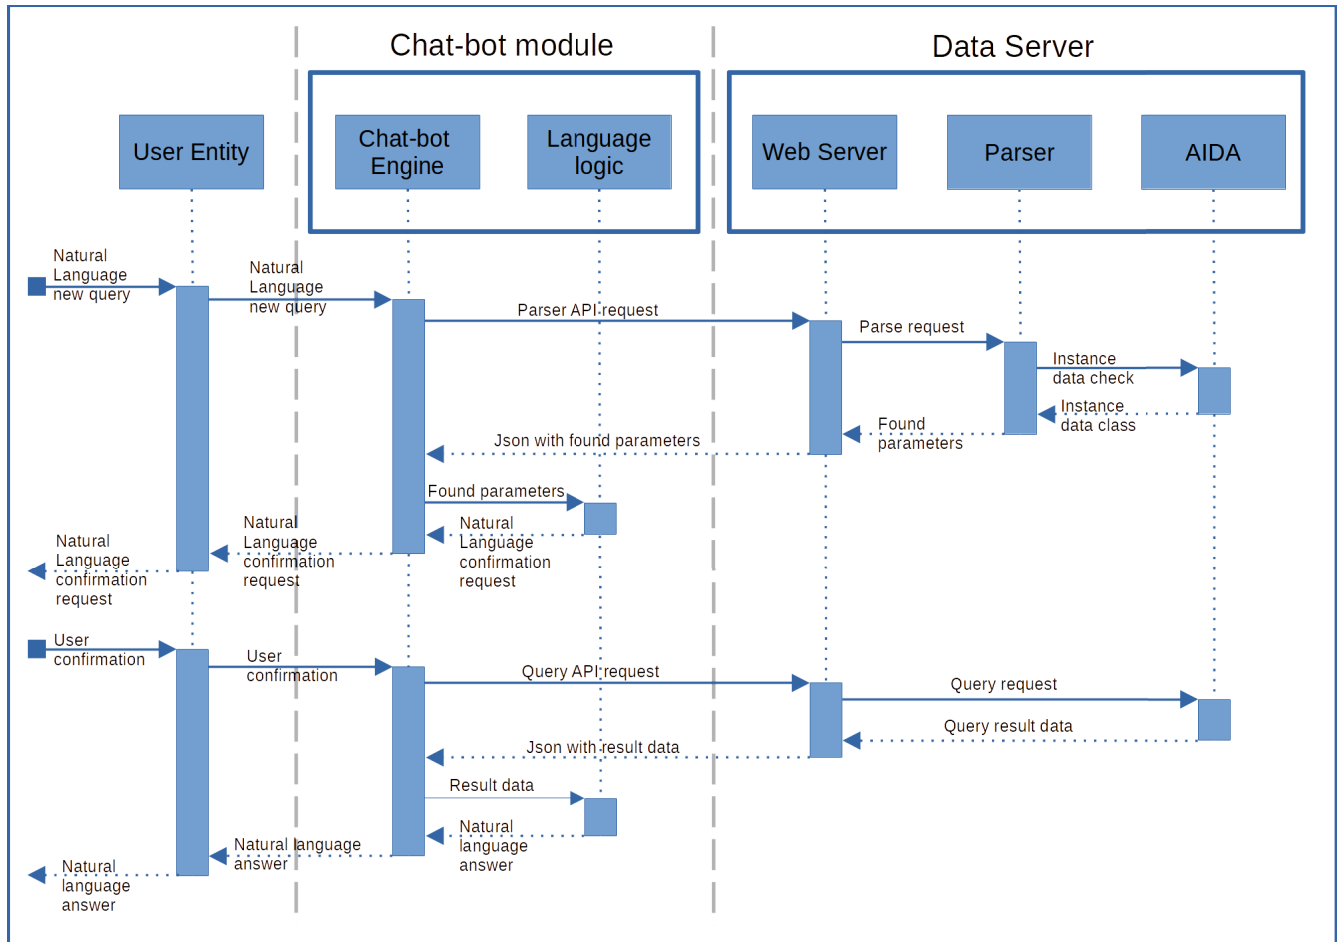 Chat-bot module
Data Server
User Entity
Chat-bot
Engine
Language
logic
Web Server
Parser
AIDA
Natural
Language
new query
Natural
Language
new query
Parser API request
Parse request
Instance
data check
Instance
data class
Found
parameters
Json with found parameters
Found parameters
Natural
Language
confirmation
request
Natural
Language
confirmation
request
Natural
Language
confirmation
request
User
confirmation
User
confirmation
Query API request
Query request
Query result data
Json with result data
Result data
Natural
language
answer
Natural language
answer
Natural
language
answer